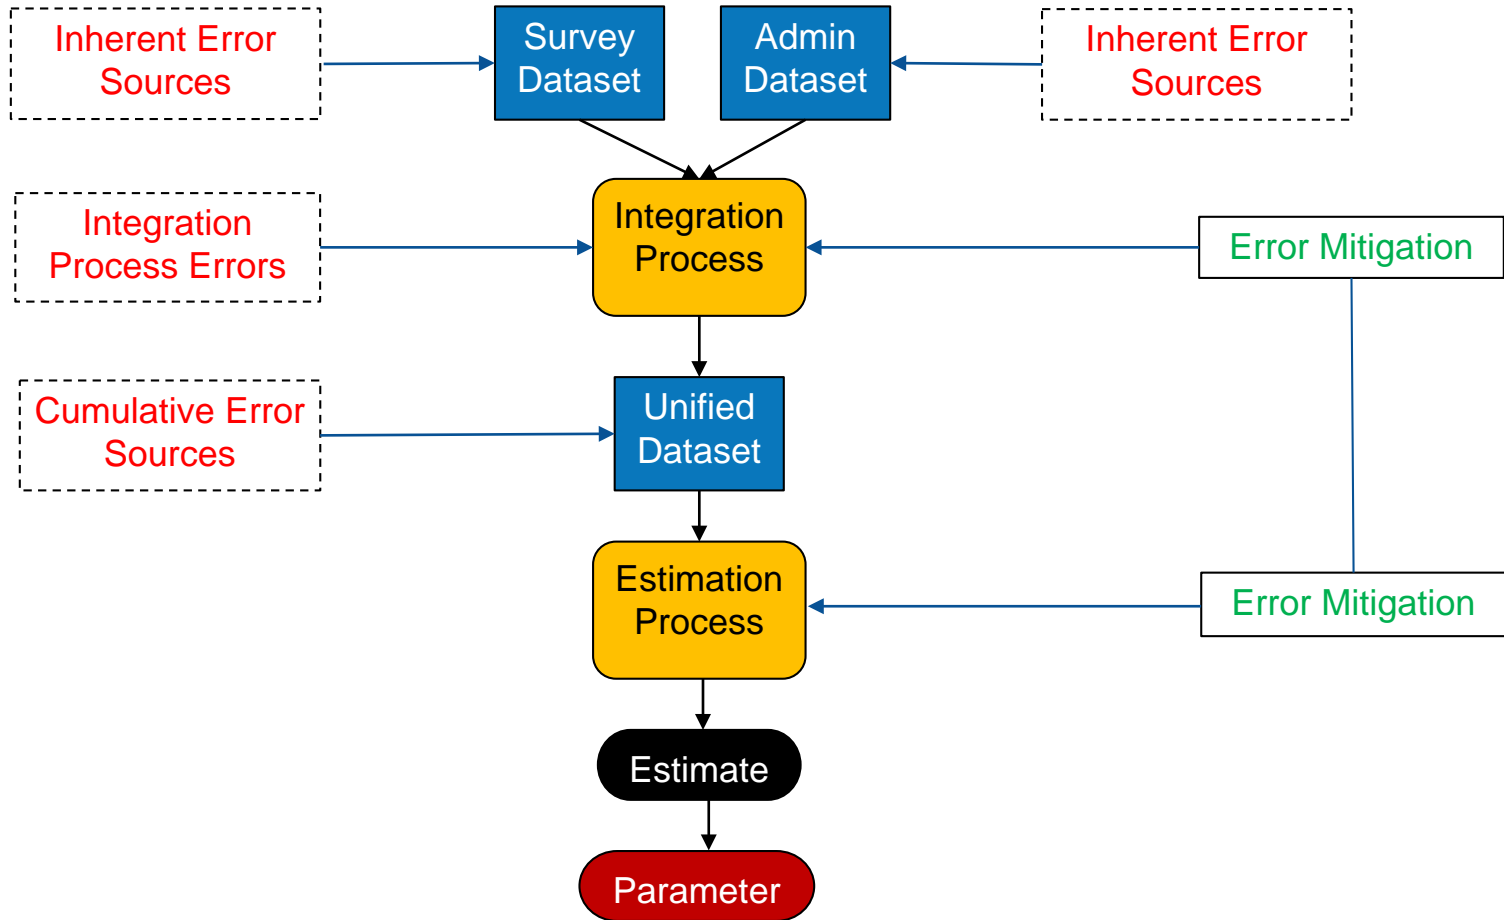 Inherent Error
Sources
Survey
Dataset
Admin
Dataset
Inherent Error
Sources
Integration
Process Errors
Integration
Process
Error Mitigation
Cumulative Error
Sources
Unified
Dataset
Estimation
Process
Error Mitigation
Estimate
Parameter